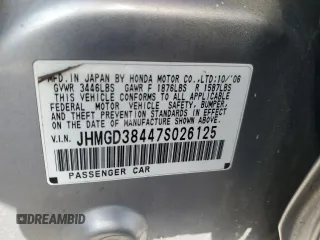 MFD. IN JAPAN BY HONDA MOTOR CO.,LTD.10/'06
GVWR 3446LBS GAWR F 1876LBS R 1587LBS
THIS VEHICLE CONFORMS TO ALL APPLICABLE
FEDERAL MOTOR VEHICLE SAFETY, BUMPER,
AND THEFT PREVENTION STANDARDS IN EFFECT
ON THE DATE OF MANUFACTURE SHOWN ABOVE.
V.I.N. JHMGD38447S026125
PASSENGER CAR
DREAMBID